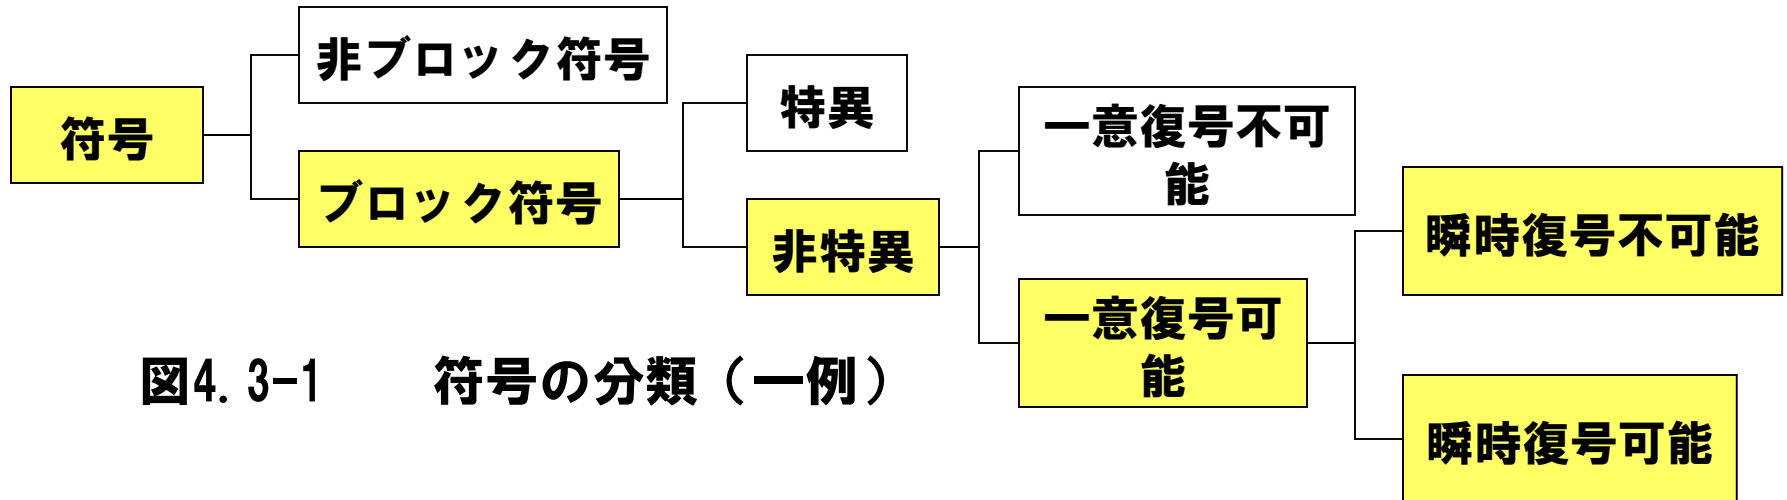 符号
非ブロック符号
ブロック符号
特異
非特異
一意復号不可
能
一意復号可
能
瞬時復号不可能
瞬時復号可能
図4.3-1 符号の分類（一例）